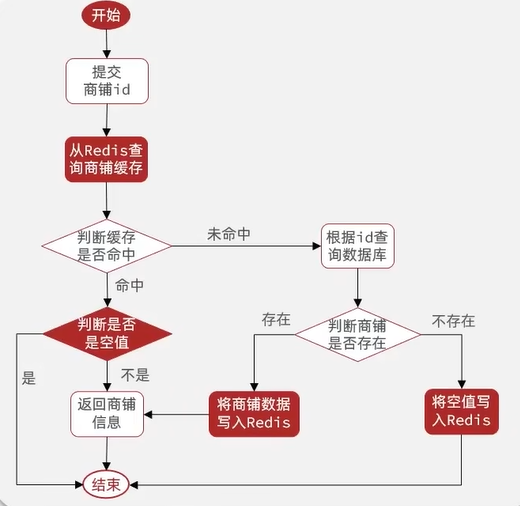 开始
提交
商铺id
从Redis查
询商铺缓存
判断缓存
是否命中
未命中
根据id查
询数据库
命中
判断是否
是空值
存在
判断商铺
是否存在
不存在
是
不是
返回商铺
信息
将商铺数据
写入Redis
将空值写
入Redis
结束